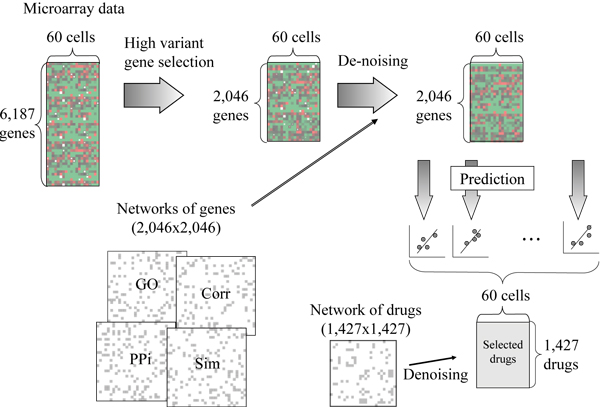 Microarray data
60 cells
High variant
gene selection
60 cells
De-noising
60 cells
6,187
genes
2,046
genes
2,046
genes
Prediction
Networks of genes
(2,046x2,046)
GO
Corr
PPi
Sim
...
Network of drugs
(1,427x1,427)
Denoising
60 cells
Selected
drugs
1,427
drugs